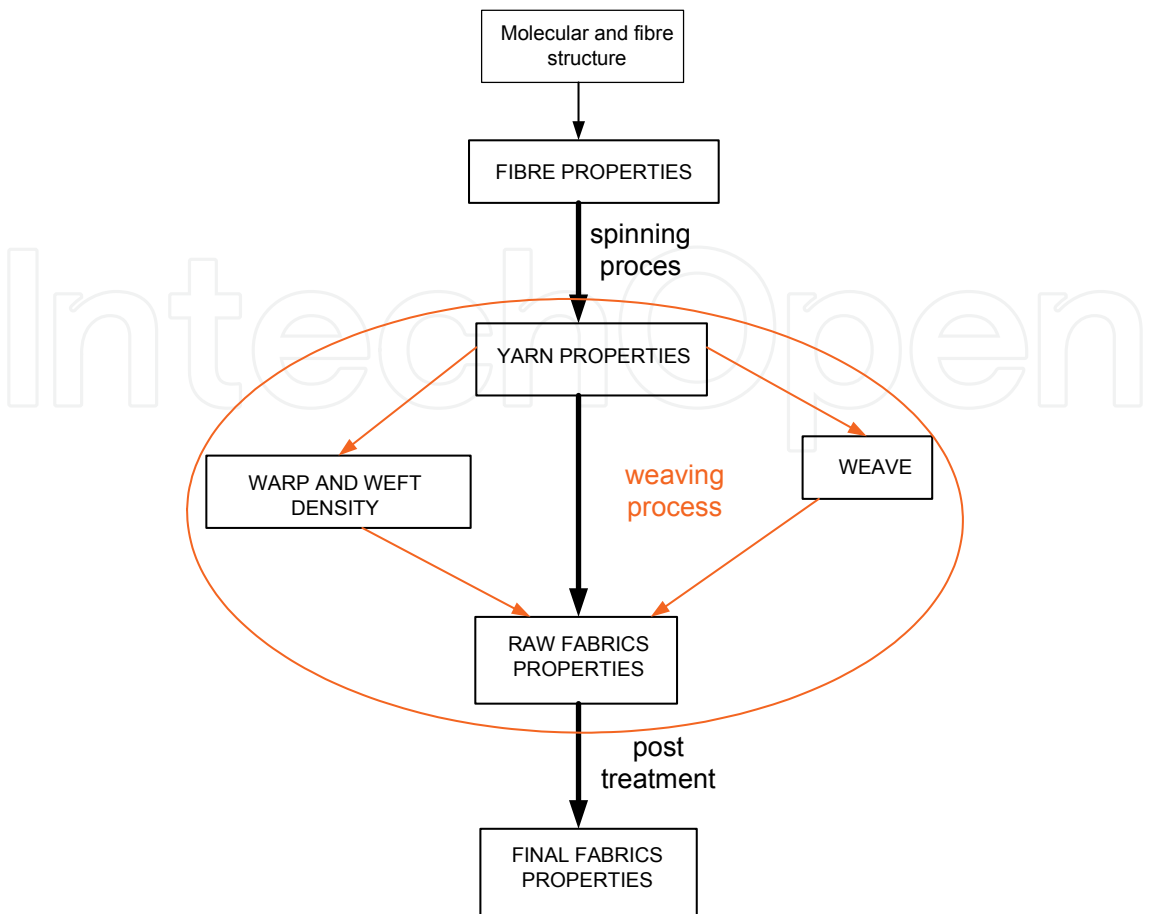 Molecular and fibre
structure
FIBRE PROPERTIES
spinning
proces
IntechOpen
YARN PROPERTIES
WARP AND WEFT
DENSITY
weaving
process
WEAVE
RAW FABRICS
PROPERTIES
post
treatment
FINAL FABRICS
PROPERTIES